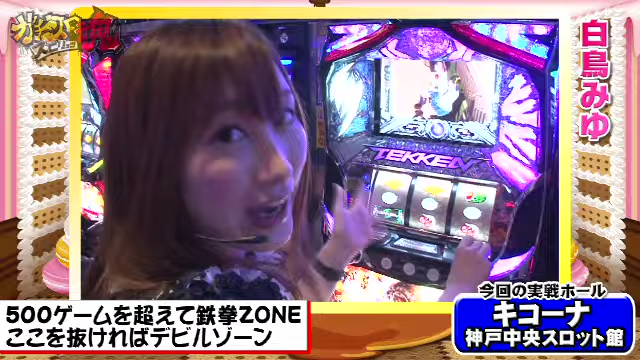 白鳥みゆ
TEKKEN
500ゲームを超えて鉄拳ZONE
ここを抜ければデビルゾーン
今回の実戦ホール
キコーナ
神戸中央スロット館